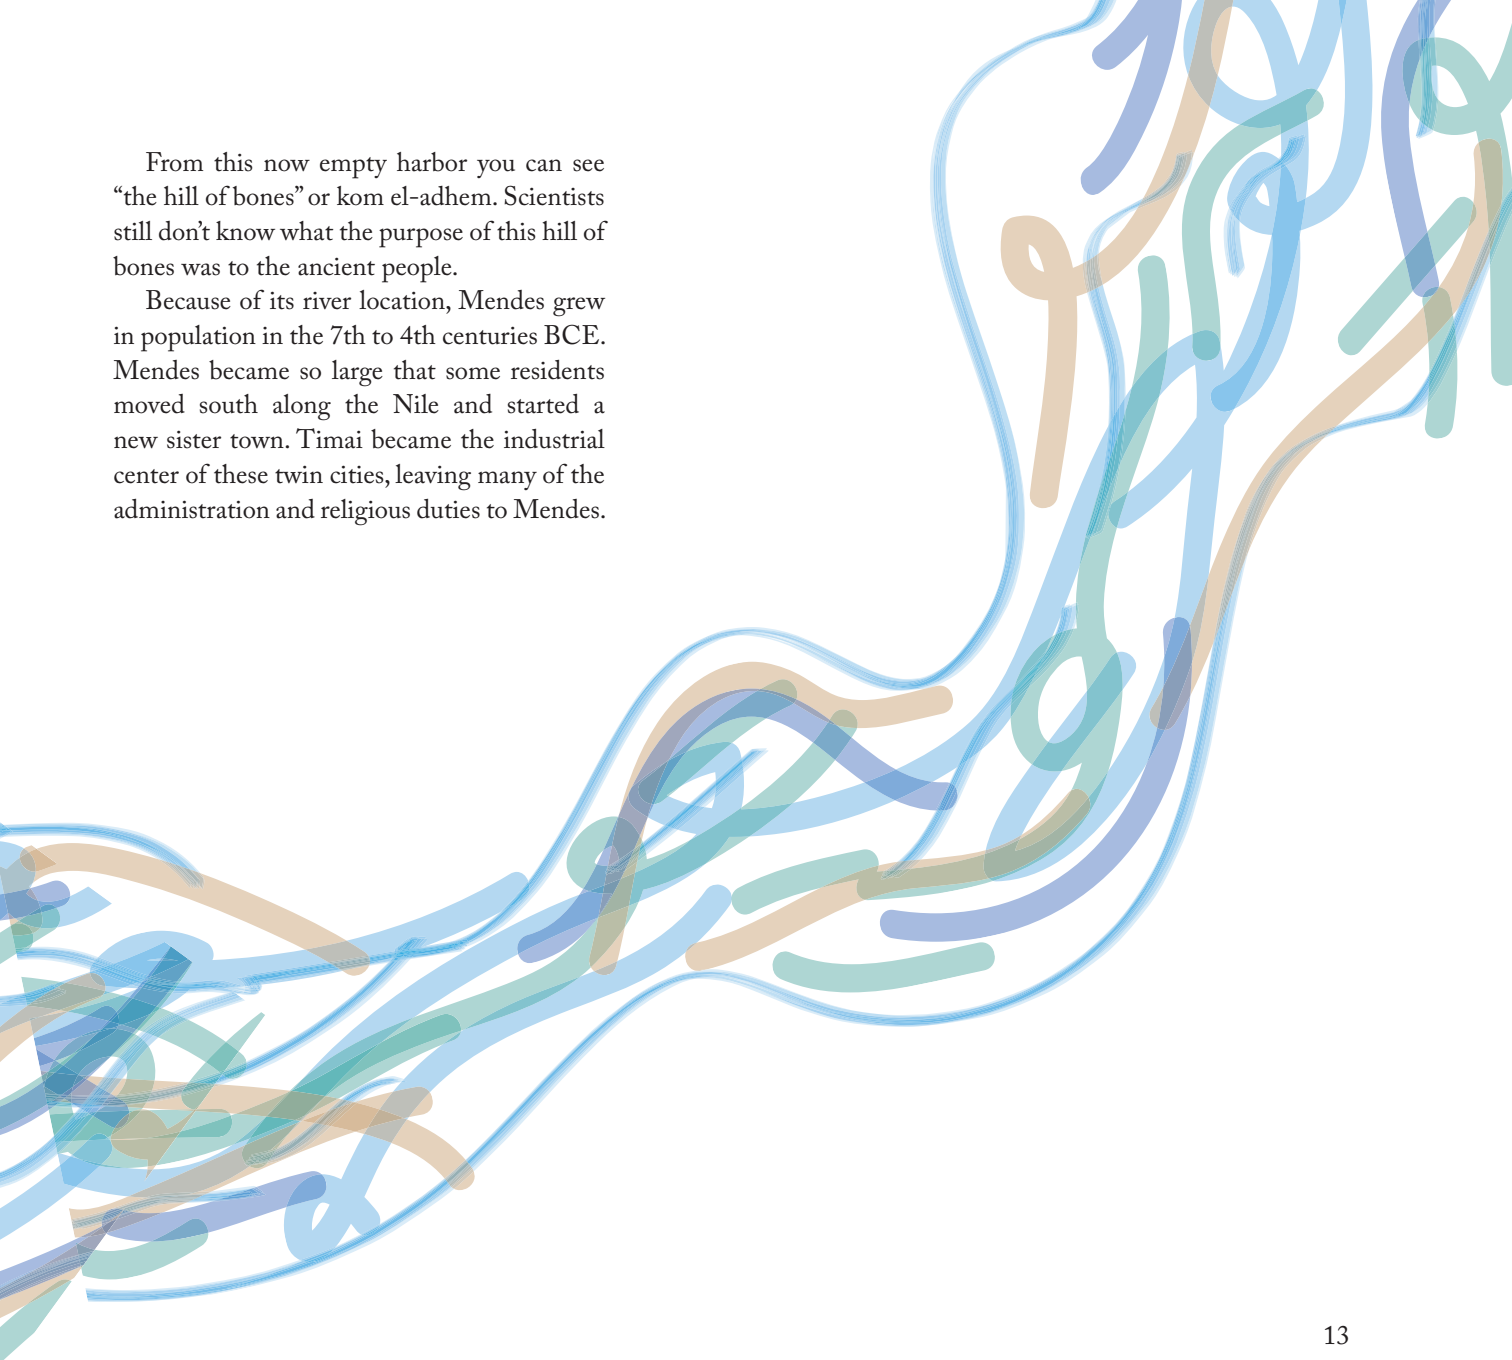 From this now empty harbor you can see
“the hill of bones” or kom el-adhem. Scientists
still don’t know what the purpose of this hill of
bones was to the ancient people.
Because of its river location, Mendes grew
in population in the 7th to 4th centuries BCE.
Mendes became so large that some residents
moved south along the Nile and started a
new sister town. Timai became the industrial
center of these twin cities, leaving many of the
administration and religious duties to Mendes.
13